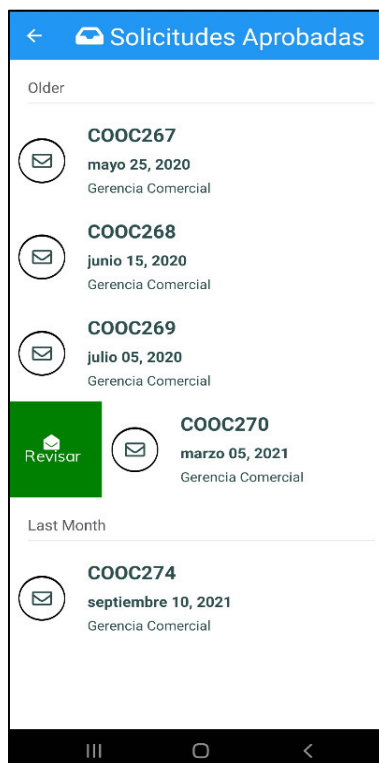 Solicitudes Aprobadas
Older
COOC267
mayo 25, 2020
Gerencia Comercial
COOC268
junio 15, 2020
Gerencia Comercial
COOC269
julio 05, 2020
Gerencia Comercial
Revisar
COOC270
marzo 05, 2021
Gerencia Comercial
Last Month
COOC274
septiembre 10, 2021
Gerencia Comercial